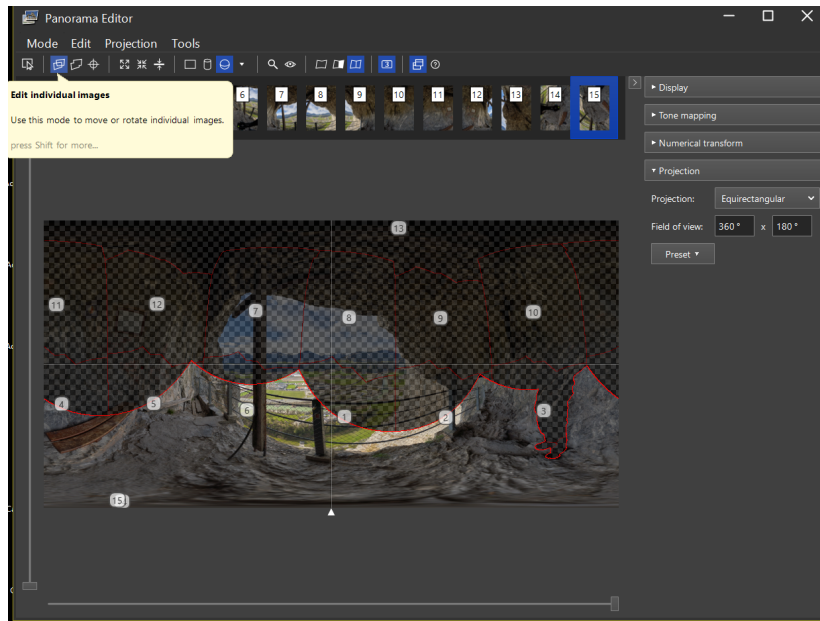 Panorama Editor
Mode Edit Projection Tools
Edit individual images
Use this mode to move or rotate individual images.
press Shift for more...
6 7 8 9 10 11 12 13 14 15
Display
Tone mapping
Numerical transform
Projection
Projection: Equirectangular
Field of view: 360° x 180°
Preset
13
11 12 7 8 9 10
4 5 6 1 2 3
15